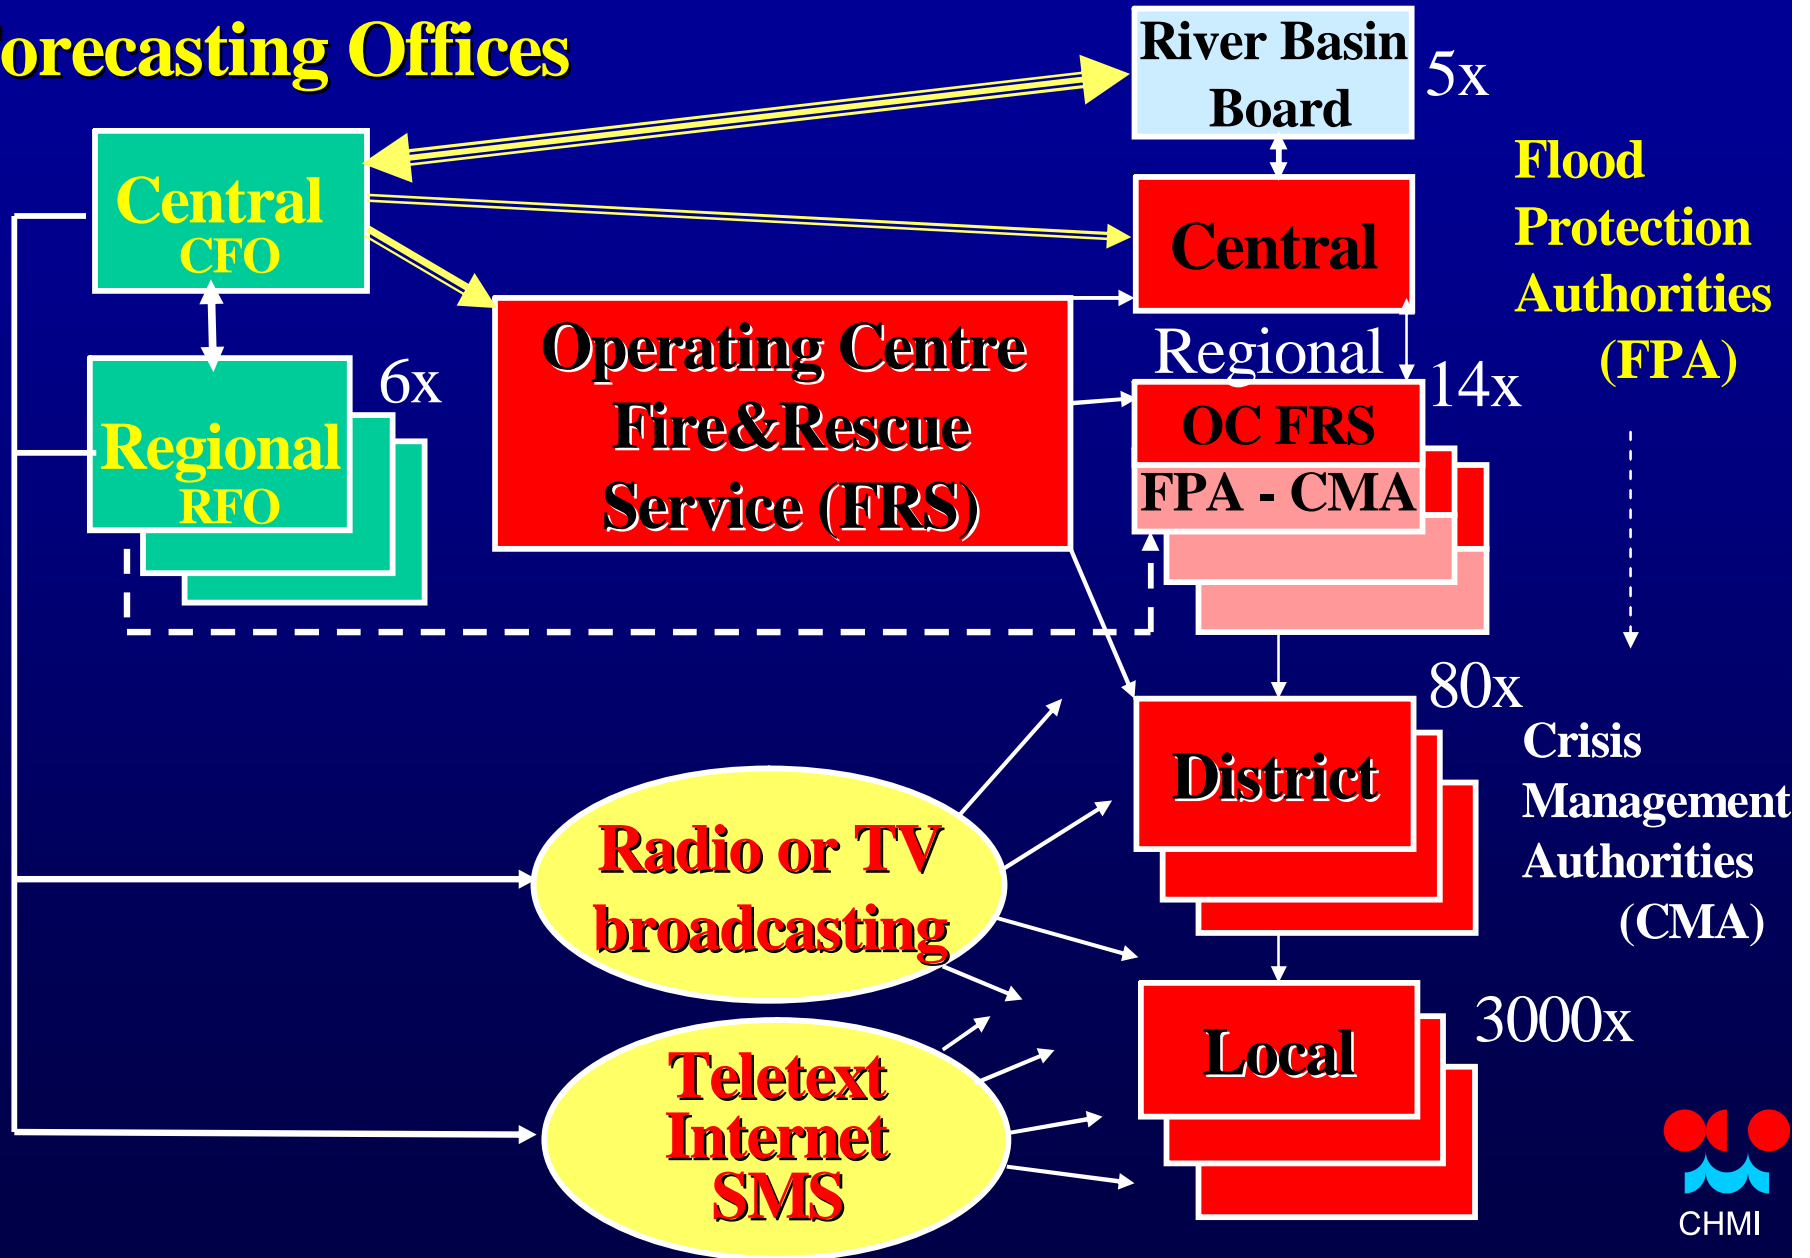 orecasting Offices
River Basin
Board
5x
Central
CFO
Central
Flood
Protection
Authorities
(FPA)
Operating Centre
Fire&Rescue
Service (FRS)
Regional
14x
6x
Regional
RFO
OC FRS
FPA - CMA
80x
District
Crisis
Management
Authorities
(CMA)
Radio or TV
broadcasting
Local
3000x
Teletext
Internet
SMS
CHMI